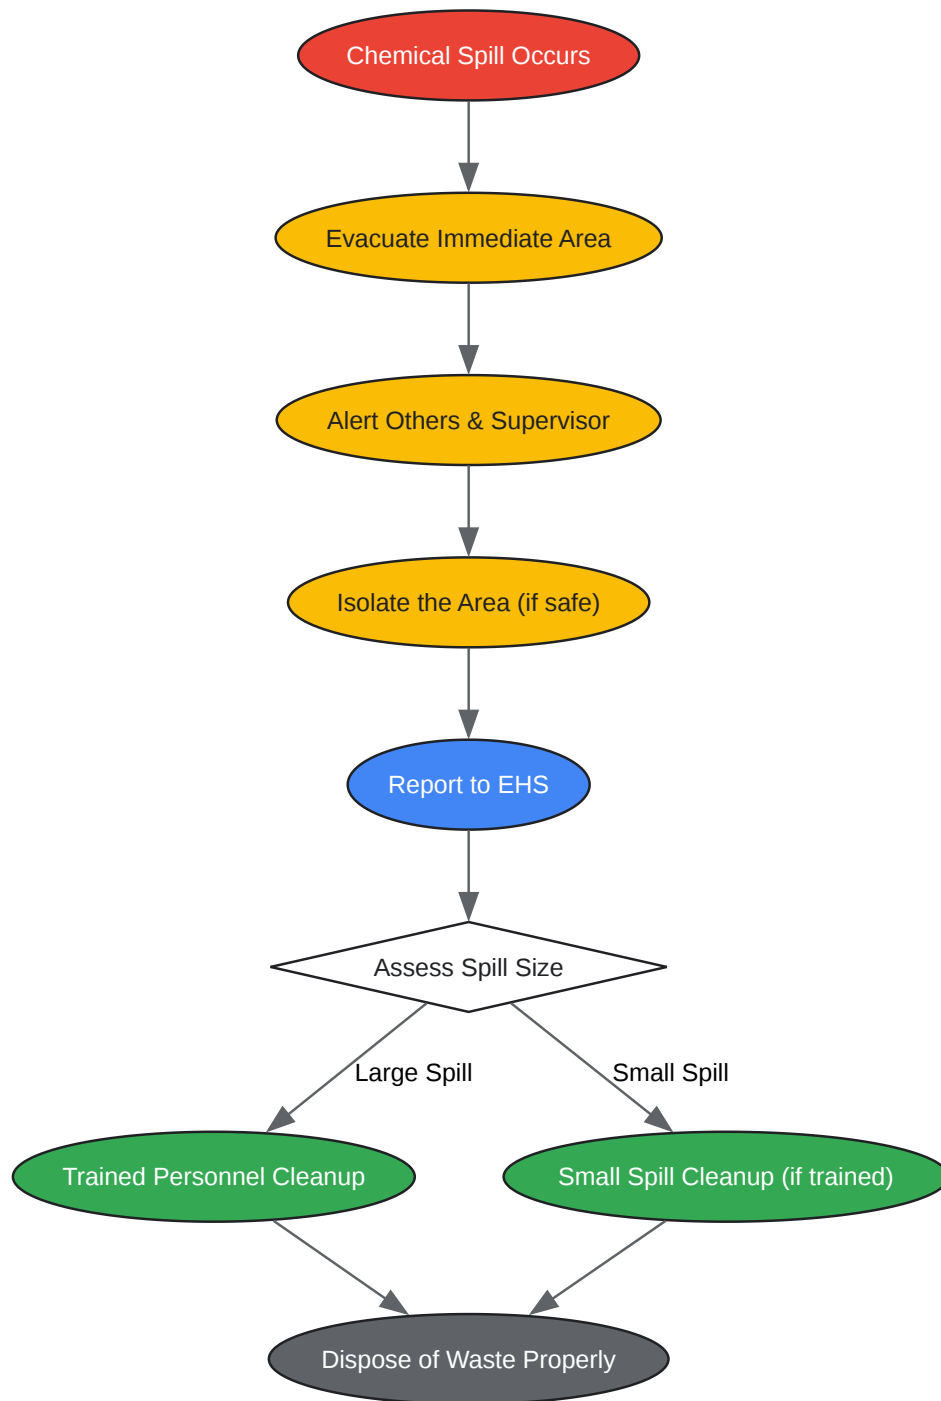 Chemical Spill Occurs
Evacuate Immediate Area
Alert Others & Supervisor
Isolate the Area (if safe)
Report to EHS
Assess Spill Size
Large Spill
Small Spill
Trained Personnel Cleanup
Small Spill Cleanup (if trained)
Dispose of Waste Properly